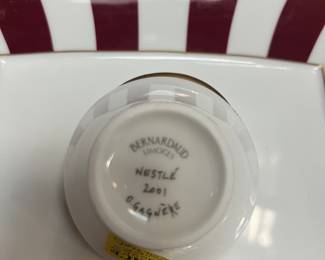 BERNARDAUD
LIMOGES
NESTLÉ
2001
E.GAGNÈRE